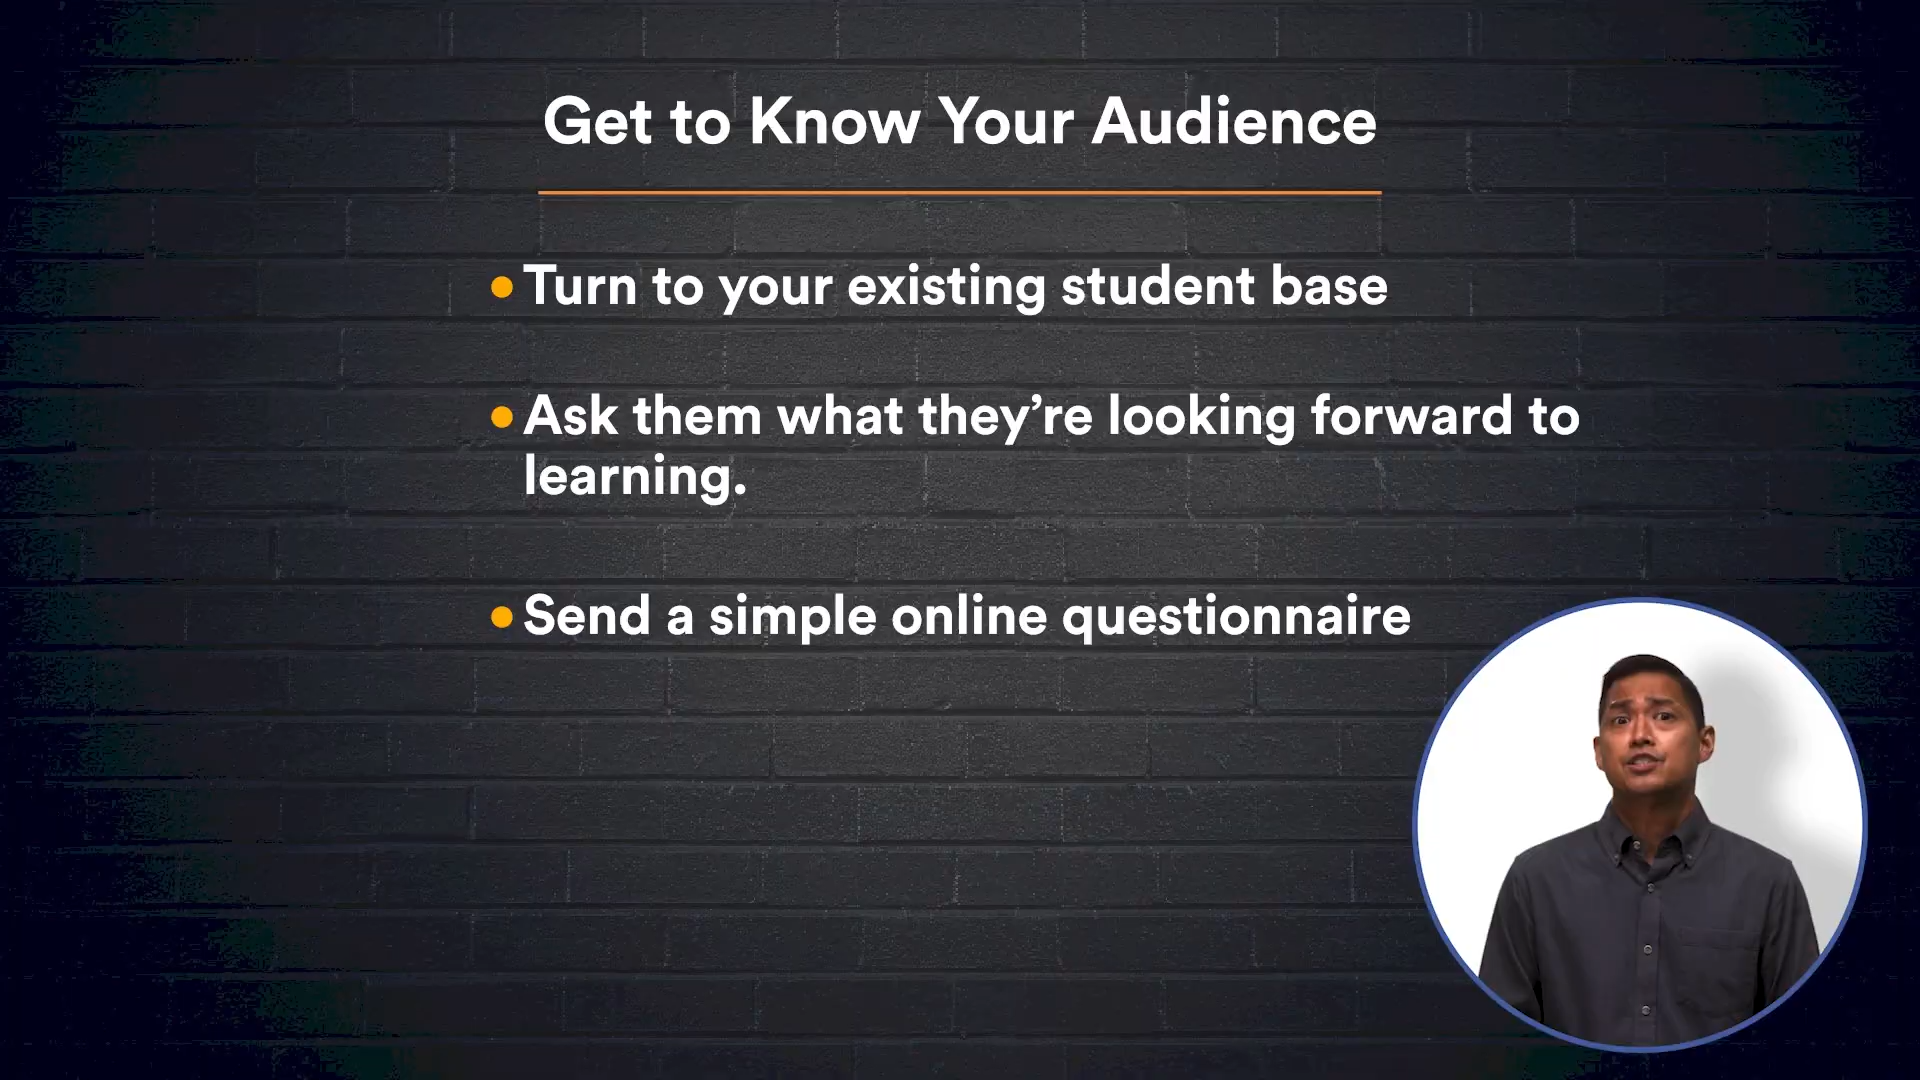 Get to Know Your Audience
• Turn to your existing student base
• Ask them what they’re looking forward to
learning.
• Send a simple online questionnaire